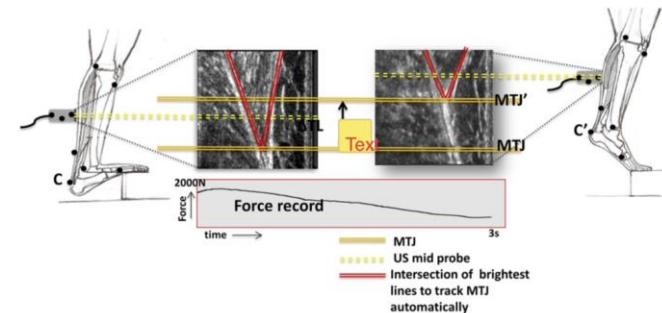 MTJ'
TL
Text
MTJ
C
C'
2000N
Force
Force record
time
3s
MTJ
US mid probe
Intersection of brightest
lines to track MTJ
automatically